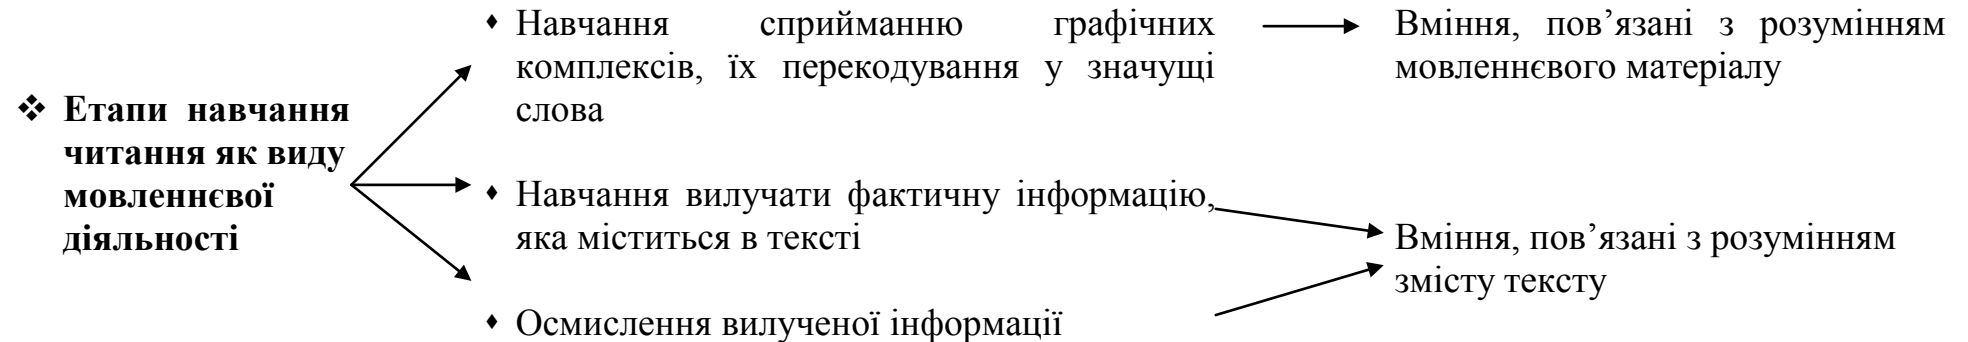 ❖ Етапи навчання
читання як виду
мовленнєвої
діяльності
⬧ Навчання сприйманню графічних
комплексів, їх перекодування у значущі
слова
⬧ Навчання вилучати фактичну інформацію,
яка міститься в тексті
⬧ Осмислення вилученої інформації
Вміння, пов’язані з розумінням
мовленнєвого матеріалу
Вміння, пов’язані з розумінням
змісту тексту